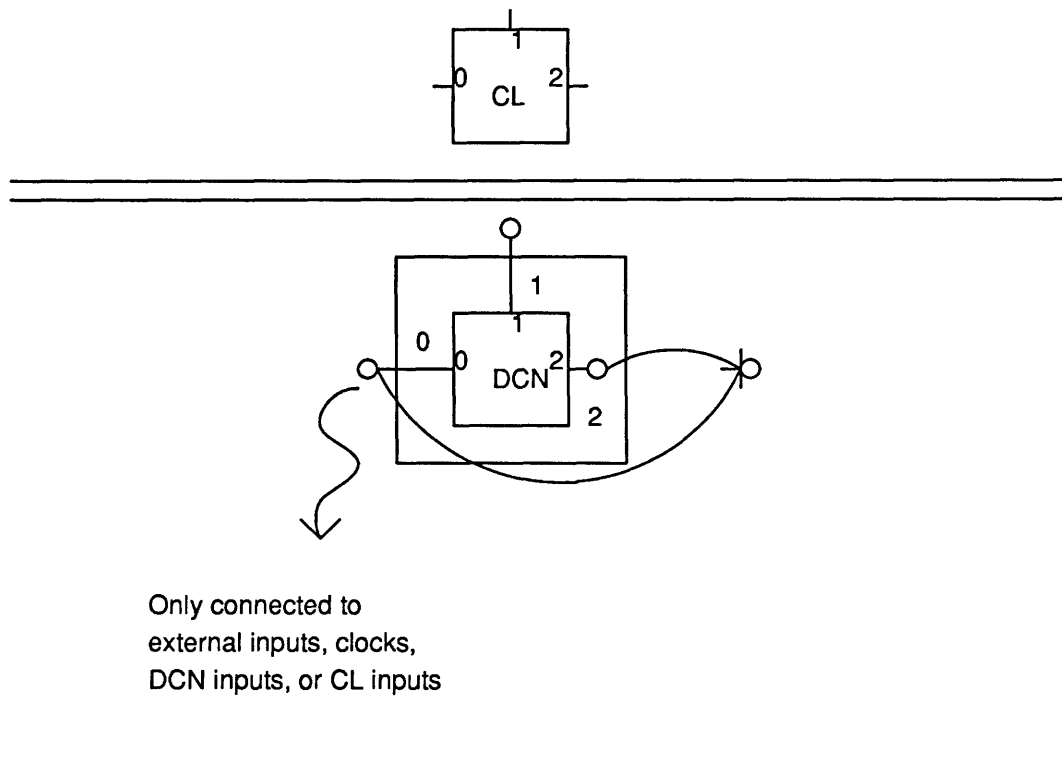 1
0 2
CL
1
1
0
0 2
DCN
2
Only connected to
external inputs, clocks,
DCN inputs, or CL inputs